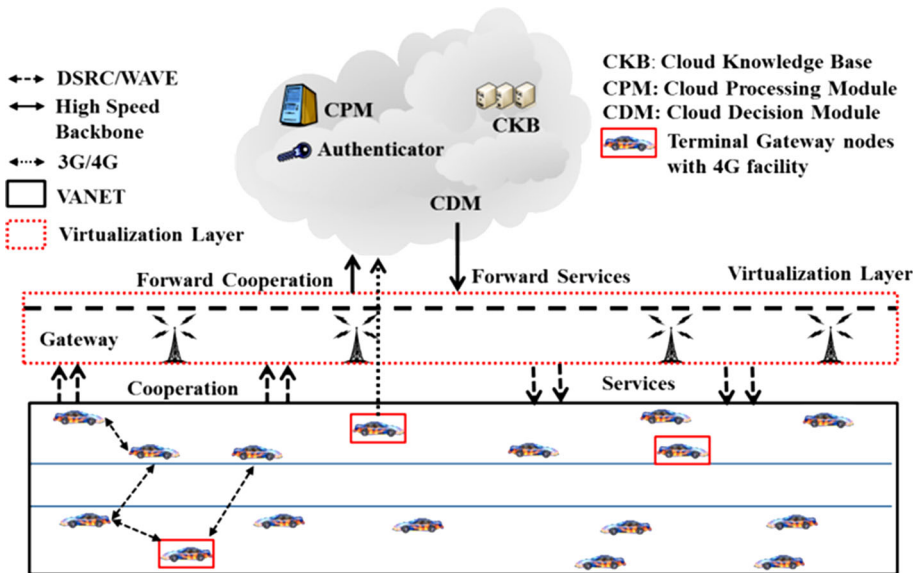 DSRC/WAVE
High Speed
Backbone
3G/4G
VANET
Virtualization Layer
CPM
CKB
Authenticator
CDM
CKB: Cloud Knowledge Base
CPM: Cloud Processing Module
CDM: Cloud Decision Module
Terminal Gateway nodes
with 4G facility
Forward Cooperation
Forward Services
Virtualization Layer
Gateway
Cooperation
Services